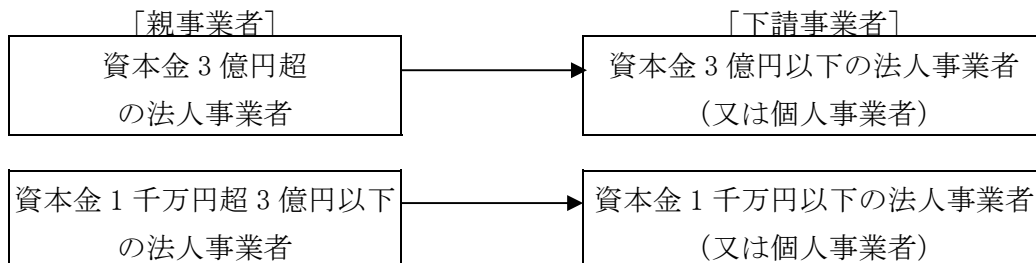 ［親事業者］
［下請事業者］
資本金３億円超
の法人事業者
資本金３億円以下の法人事業者
（又は個人事業者）
資本金１千万円超３億円以下
の法人事業者
資本金１千万円以下の法人事業者
（又は個人事業者）